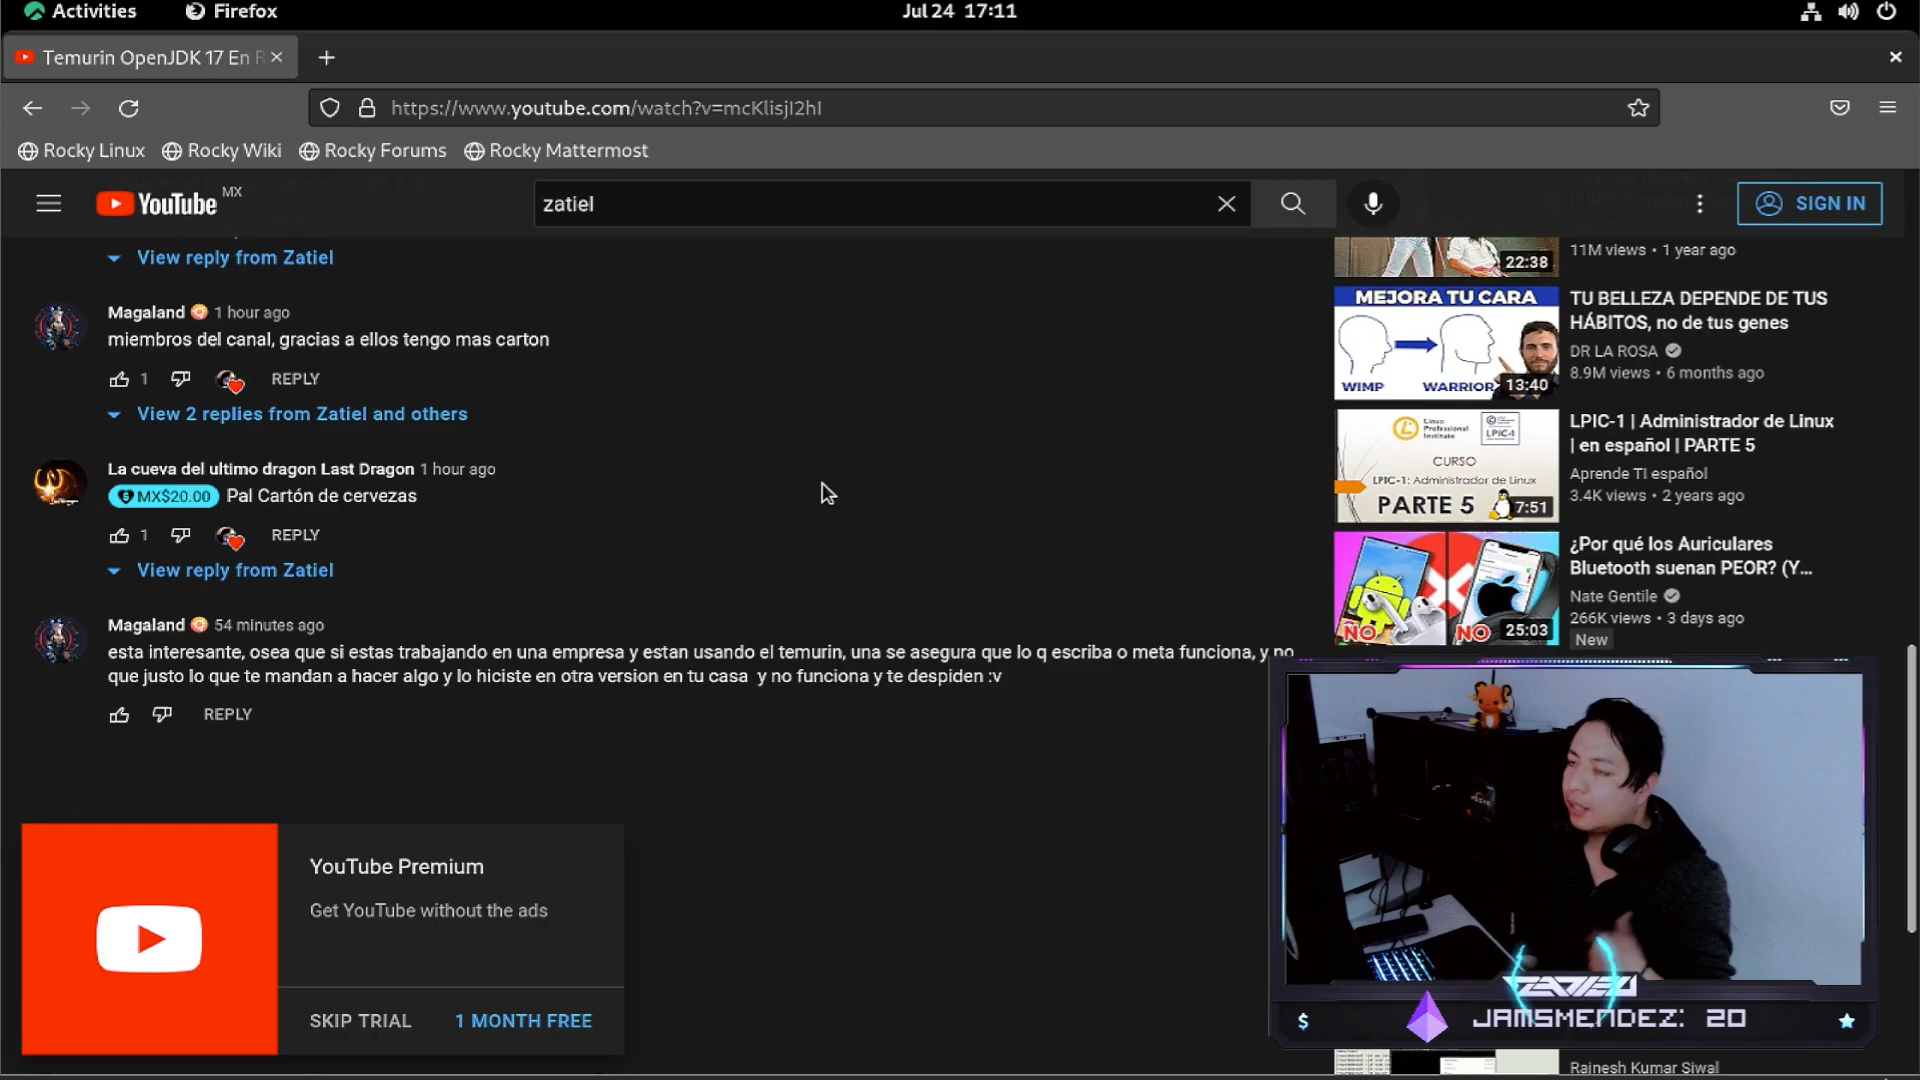 Activities
Firefox
Jul 24 17:11
Temurin OpenJDK 17 En R
https://www.youtube.com/watch?v=mcKlisjI2hI
Rocky Linux
Rocky Wiki
Rocky Forums
Rocky Mattermost
YouTube MX
zatiel
SIGN IN
View reply from Zatiel
Magaland 1 hour ago
miembros del canal, gracias a ellos tengo mas carton
1 REPLY
View 2 replies from Zatiel and others
La cueva del ultimo dragon Last Dragon 1 hour ago
MX$20.00 Pal Cartón de cervezas
1 REPLY
View reply from Zatiel
Magaland 54 minutes ago
esta interesante, osea que si estas trabajando en una empresa y estan usando el temurin, una se asegura que lo q escriba o meta funciona, y no
que justo lo que te mandan a hacer algo y lo hiciste en otra version en tu casa y no funciona y te despiden :v
REPLY
YouTube Premium
Get YouTube without the ads
SKIP TRIAL
1 MONTH FREE
22:38
11M views • 1 year ago
MEJORA TU CARA
WIMP
WARRIOR
13:40
TU BELLEZA DEPENDE DE TUS
HÁBITOS, no de tus genes
DR LA ROSA
8.9M views • 6 months ago
Linux
Professional
Institute
LPIC-1
CURSO
LPIC-1: Administrador de Linux
PARTE 5
7:51
LPIC-1 | Administrador de Linux
| en español | PARTE 5
Aprende TI español
3.4K views • 2 years ago
NO
NO
25:03
¿Por qué los Auriculares
Bluetooth suenan PEOR? (Y...
Nate Gentile
266K views • 3 days ago
New
ZATIEL
$ JAMSMENDEZ: 20
Rajnesh Kumar Siwal